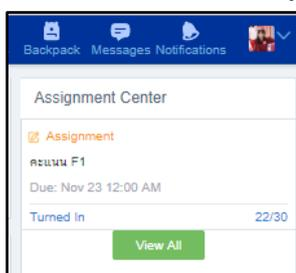 Backpack Messages Notifications
Assignment Center
Assignment
คะแนน F1
Due: Nov 23 12:00 AM
Turned In 22/30
View All